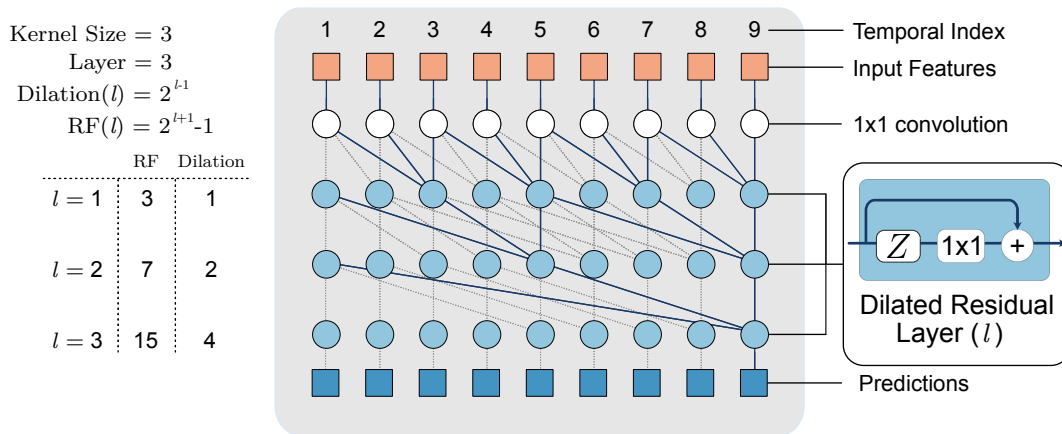 Kernel Size = 3
Layer = 3
Dilation(l) = 2^{l-1}
RF(l) = 2^{l+1}-1
RF Dilation
l = 1 3 1
l = 2 7 2
l = 3 15 4
1 2 3 4 5 6 7 8 9
Temporal Index
Input Features
1x1 convolution
Z 1x1 +
Dilated Residual
Layer (l)
Predictions